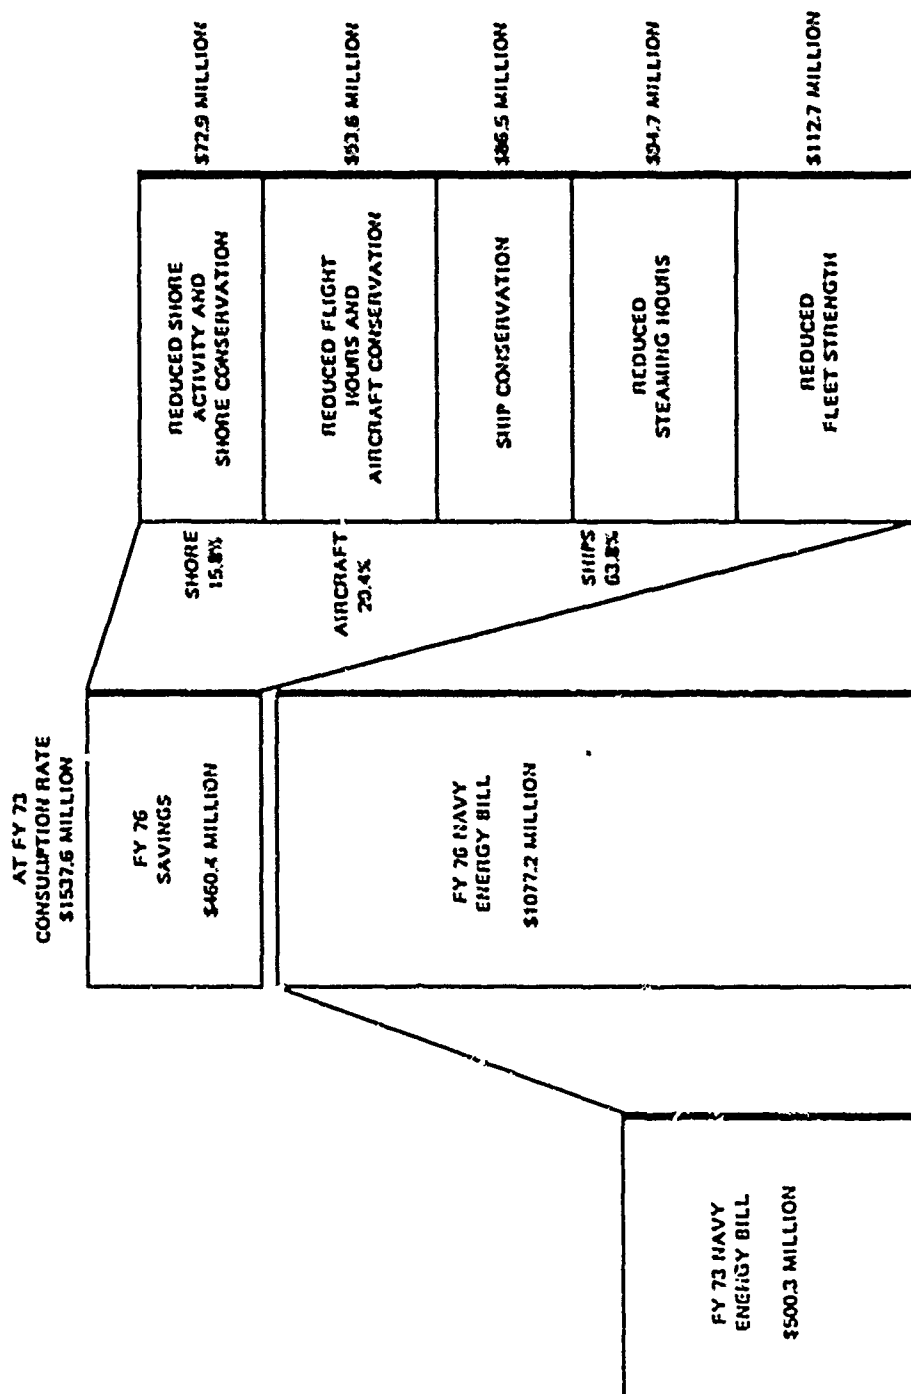 AT FY 73
CONSUMPTION RATE
$1537.6 MILLION
FY 73 NAVY
ENERGY BILL
$500.3 MILLION
FY 76
SAVINGS
$460.4 MILLION
FY 76 NAVY
ENERGY BILL
$1077.2 MILLION
SHORE
15.8%
AIRCRAFT
20.4%
SHIPS
63.8%
REDUCED SHORE
ACTIVITY AND
SHORE CONSERVATION
$72.9 MILLION
REDUCED FLIGHT
HOURS AND
AIRCRAFT CONSERVATION
$93.6 MILLION
SHIP CONSERVATION
$86.5 MILLION
REDUCED
STEAMING HOURS
$94.7 MILLION
REDUCED
FLEET STRENGTH
$112.7 MILLION